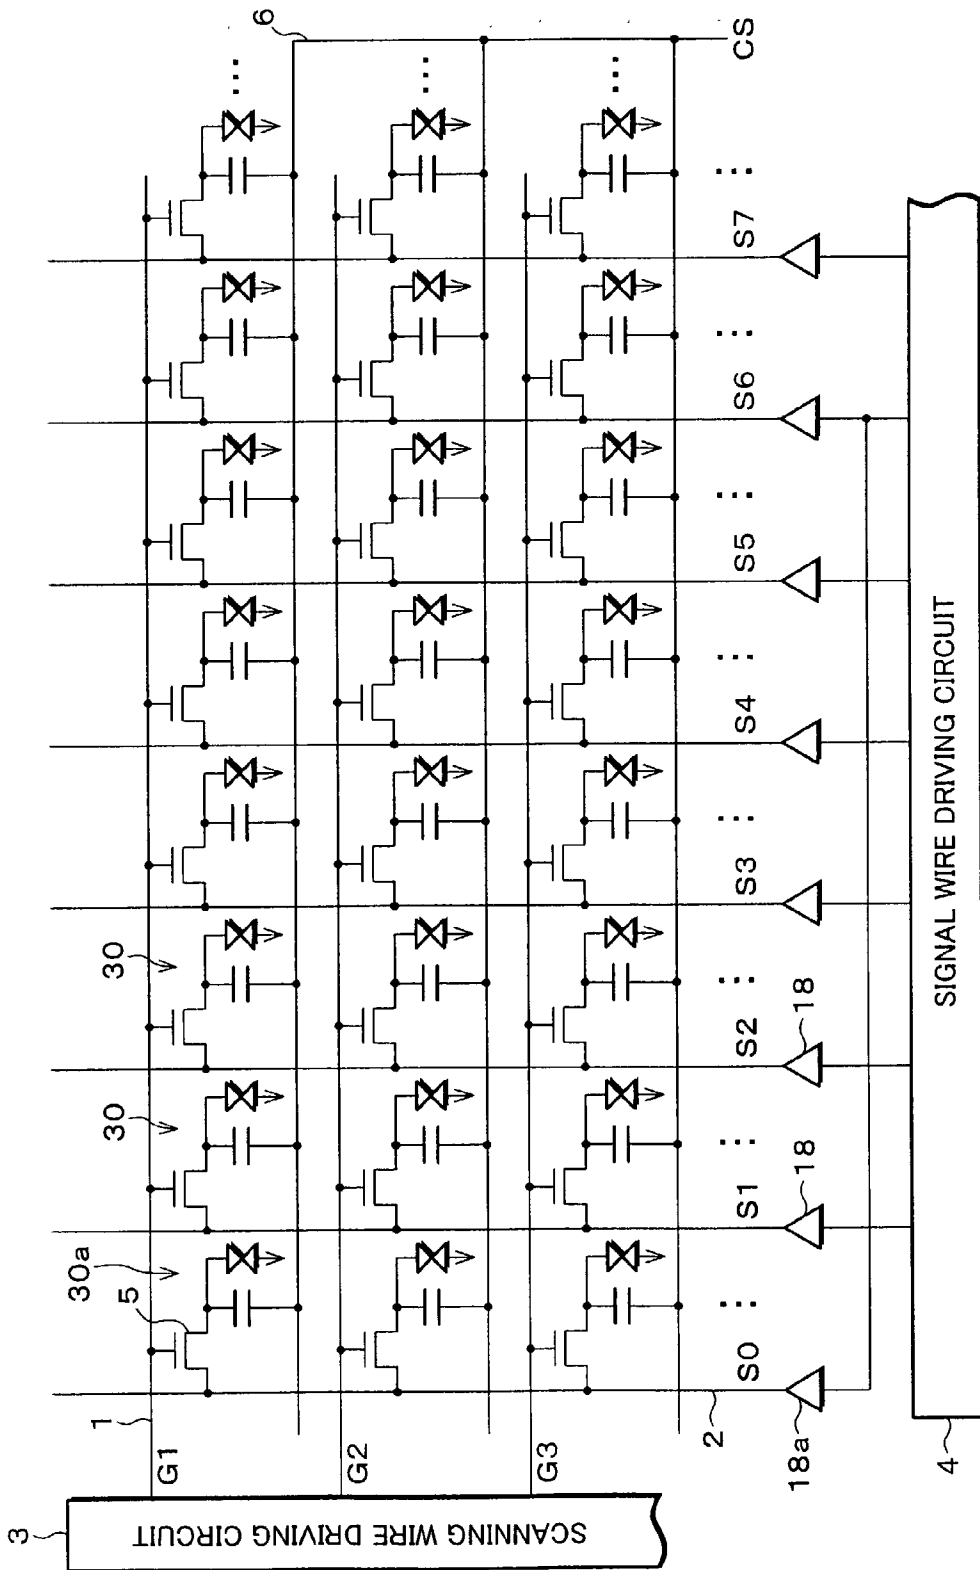 3
SCANNING WIRE DRIVING CIRCUIT
G1
G2
G3
1
5
30a
30
30
6
CS
2
S0
S1
S2
S3
S4
S5
S6
S7
18a
18
18
4
SIGNAL WIRE DRIVING CIRCUIT